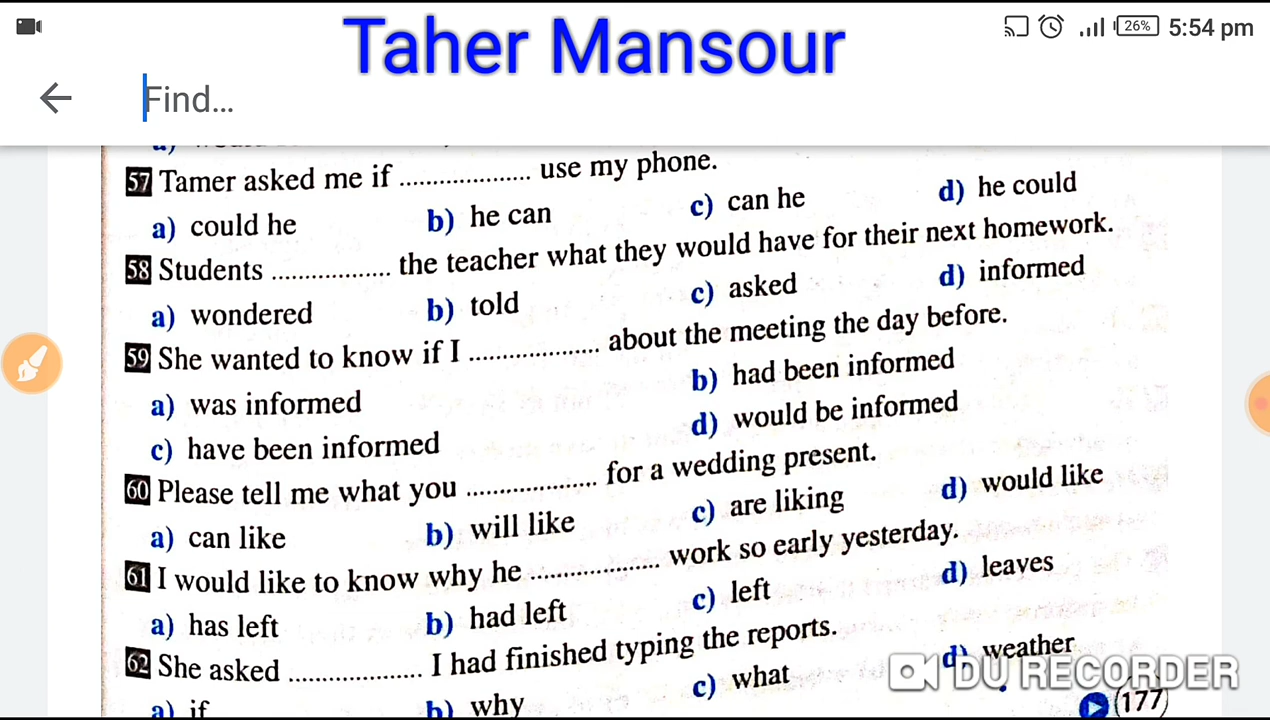 Taher Mansour
26% 5:54 pm
Find...
57 Tamer asked me if .................... use my phone.
a) could he b) he can c) can he d) he could
58 Students .................. the teacher what they would have for their next homework.
a) wondered b) told c) asked d) informed
59 She wanted to know if I .................... about the meeting the day before.
a) was informed b) had been informed
c) have been informed d) would be informed
60 Please tell me what you .................... for a wedding present.
a) can like b) will like c) are liking d) would like
61 I would like to know why he .................... work so early yesterday.
a) has left b) had left c) left d) leaves
62 She asked .................... I had finished typing the reports.
a) if b) why c) what d) weather
DU RECORDER
(177)